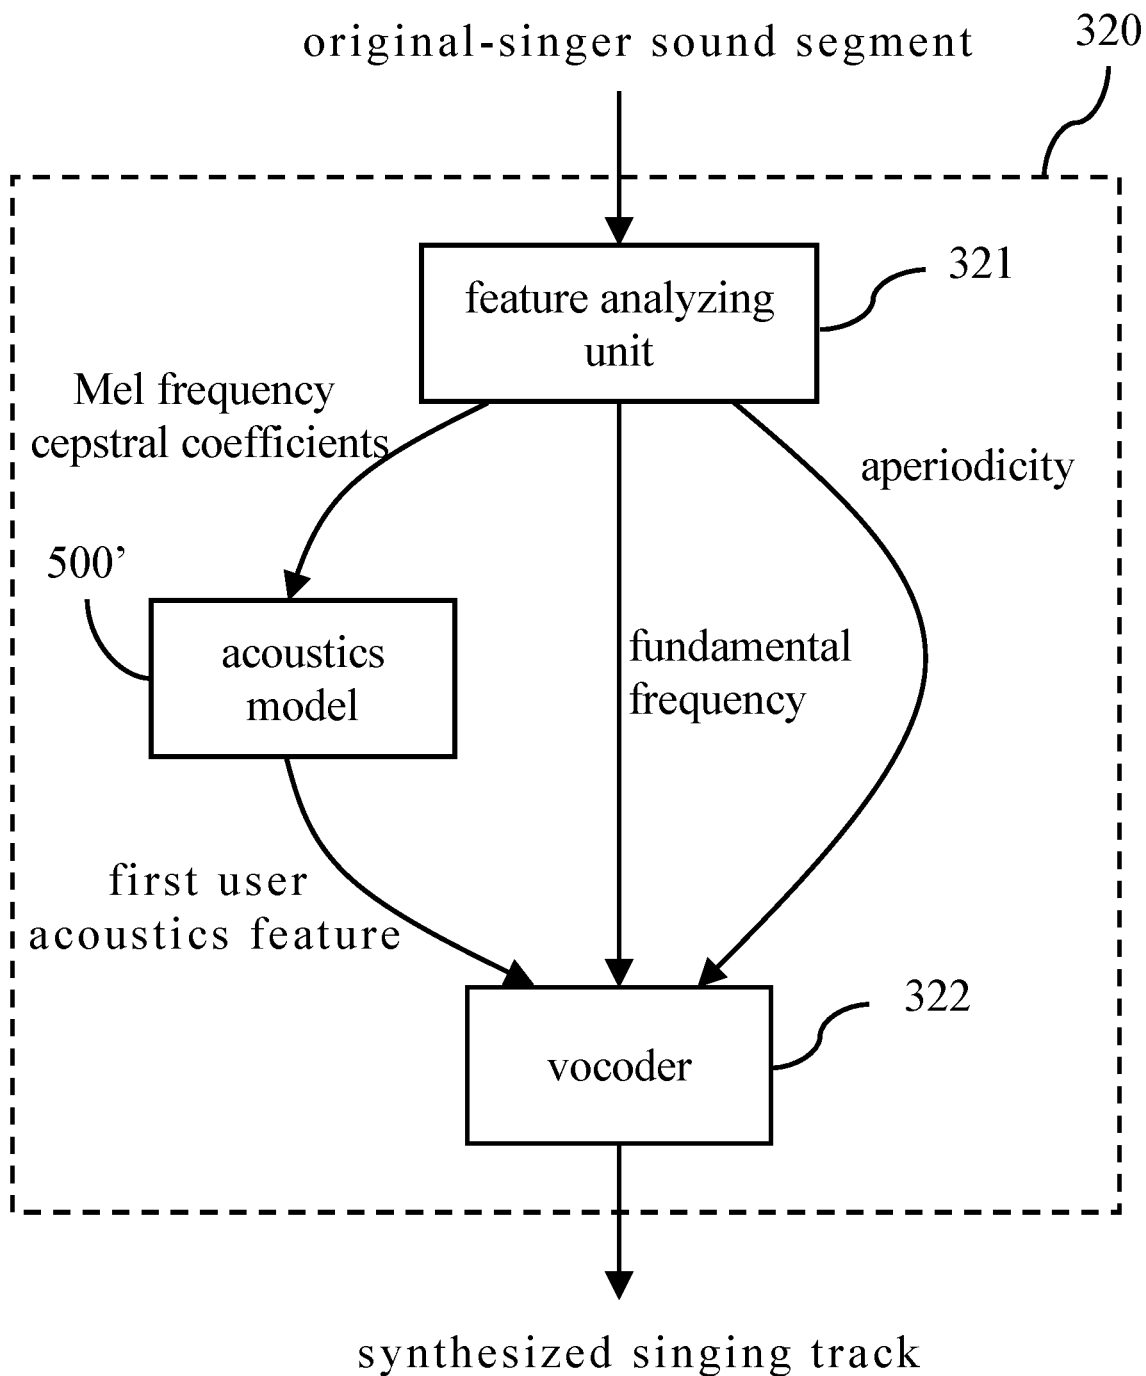 original-singer sound segment
320
321
feature analyzing
unit
Mel frequency
cepstral coefficients
aperiodicity
500’
acoustics
model
fundamental
frequency
first user
acoustics feature
322
vocoder
synthesized singing track